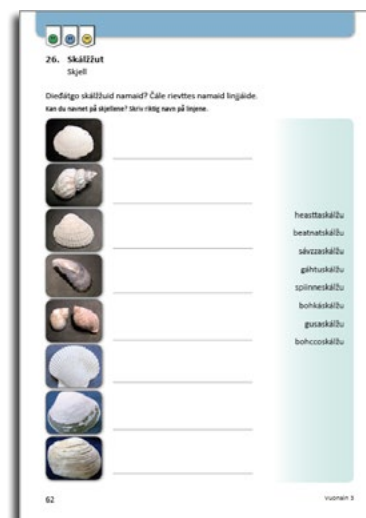 26. Skálžžut
Skjell
Dieđátgo skálžžuid namaid? Čále rievttes namaid linjjáide.
Kan du navnet på skjellene? Skriv riktig navn på linjene.
heasttaskálžu
beatnatskálžu
sávzzaskálžu
gáhtuskálžu
spiinneskálžu
bohkáskálžu
gusaskálžu
bohccoskálžu
62
vuonain 3